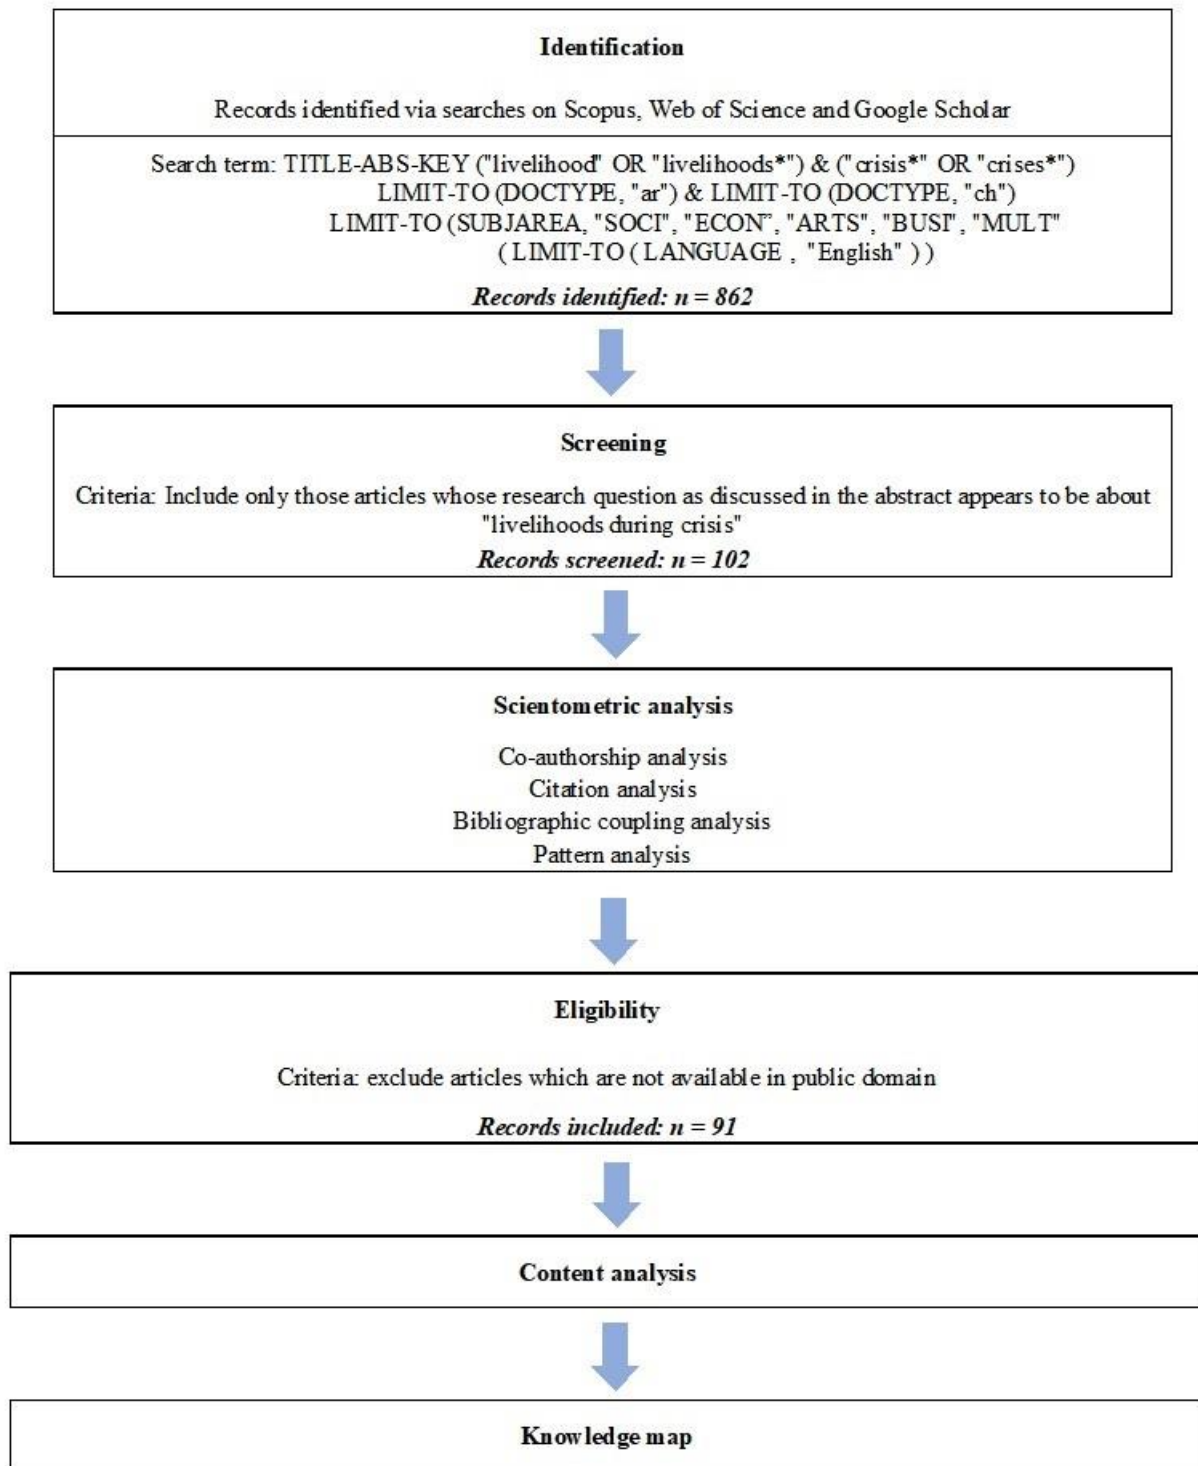 Identification
Records identified via searches on Scopus, Web of Science and Google Scholar
Search term: TITLE-ABS-KEY ("livelihood" OR "livelihoods*") & ("crisis*" OR "crises*")
LIMIT-TO (DOCTYPE, "ar") & LIMIT-TO (DOCTYPE, "ch")
LIMIT-TO (SUBJAREA, "SOCI", "ECON", "ARTS", "BUSI", "MULT"
( LIMIT-TO ( LANGUAGE , "English" ) )
Records identified: n = 862
Screening
Criteria: Include only those articles whose research question as discussed in the abstract appears to be about
"livelihoods during crisis"
Records screened: n = 102
Scientometric analysis
Co-authorship analysis
Citation analysis
Bibliographic coupling analysis
Pattern analysis
Eligibility
Criteria: exclude articles which are not available in public domain
Records included: n = 91
Content analysis
Knowledge map